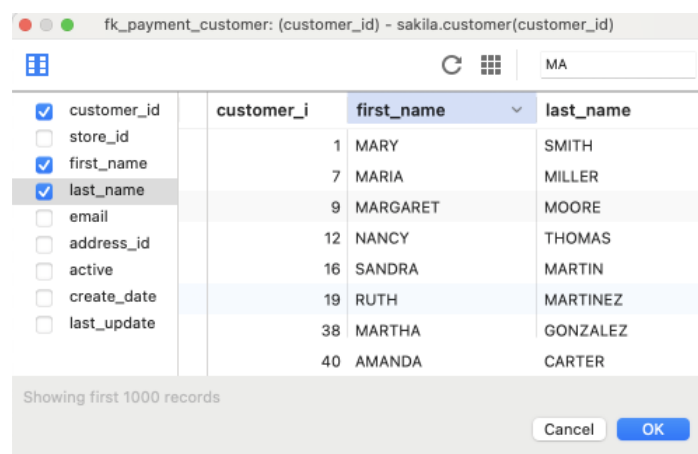 fk_payment_customer: (customer_id) - sakila.customer(customer_id)
MA
customer_id
store_id
first_name
last_name
email
address_id
active
create_date
last_update
customer_i first_name last_name
1 MARY SMITH
7 MARIA MILLER
9 MARGARET MOORE
12 NANCY THOMAS
16 SANDRA MARTIN
19 RUTH MARTINEZ
38 MARTHA GONZALEZ
40 AMANDA CARTER
Showing first 1000 records
Cancel OK